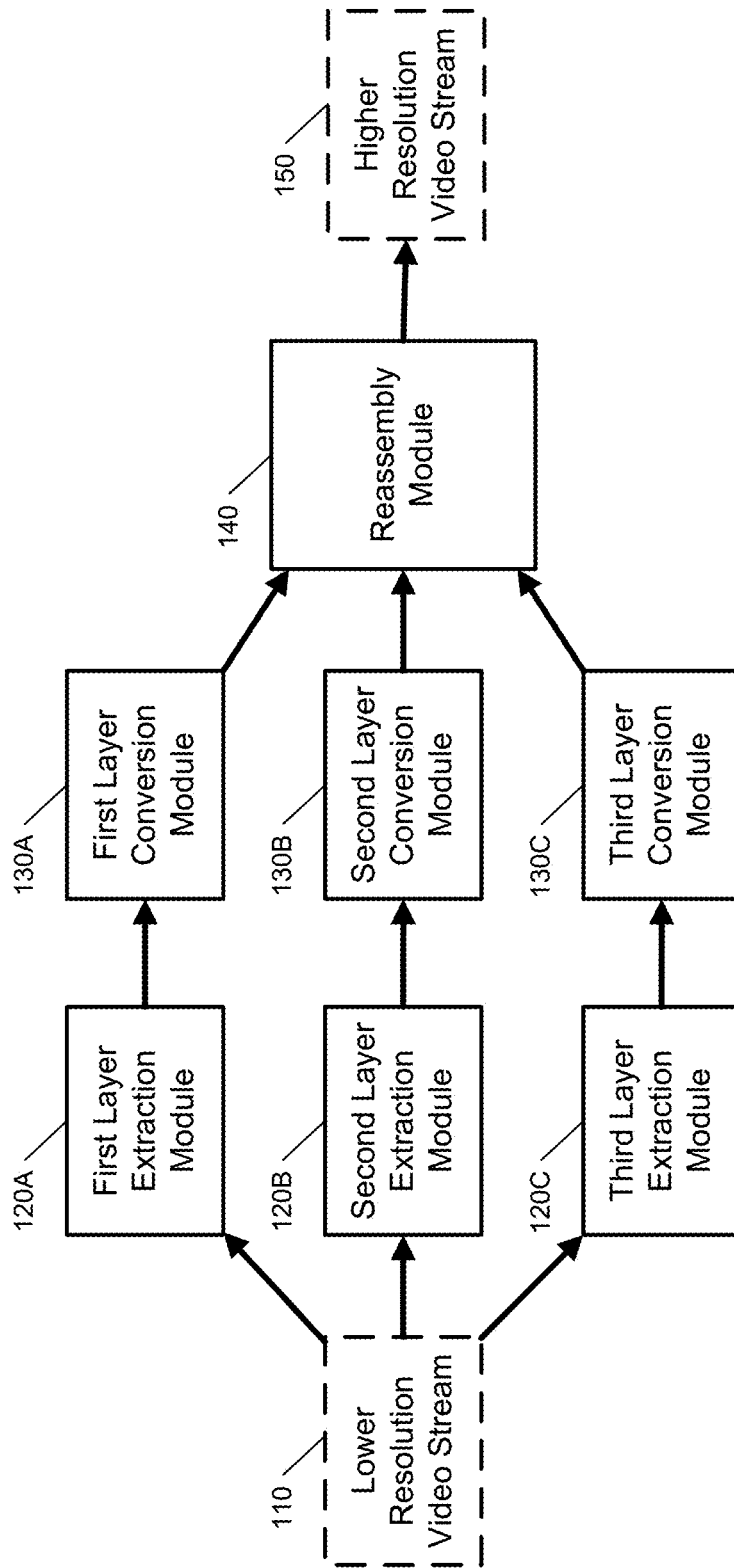 110
Lower
Resolution
Video Stream
120A
First Layer
Extraction
Module
120B
Second Layer
Extraction
Module
120C
Third Layer
Extraction
Module
130A
First Layer
Conversion
Module
130B
Second Layer
Conversion
Module
130C
Third Layer
Conversion
Module
140
Reassembly
Module
150
Higher
Resolution
Video Stream